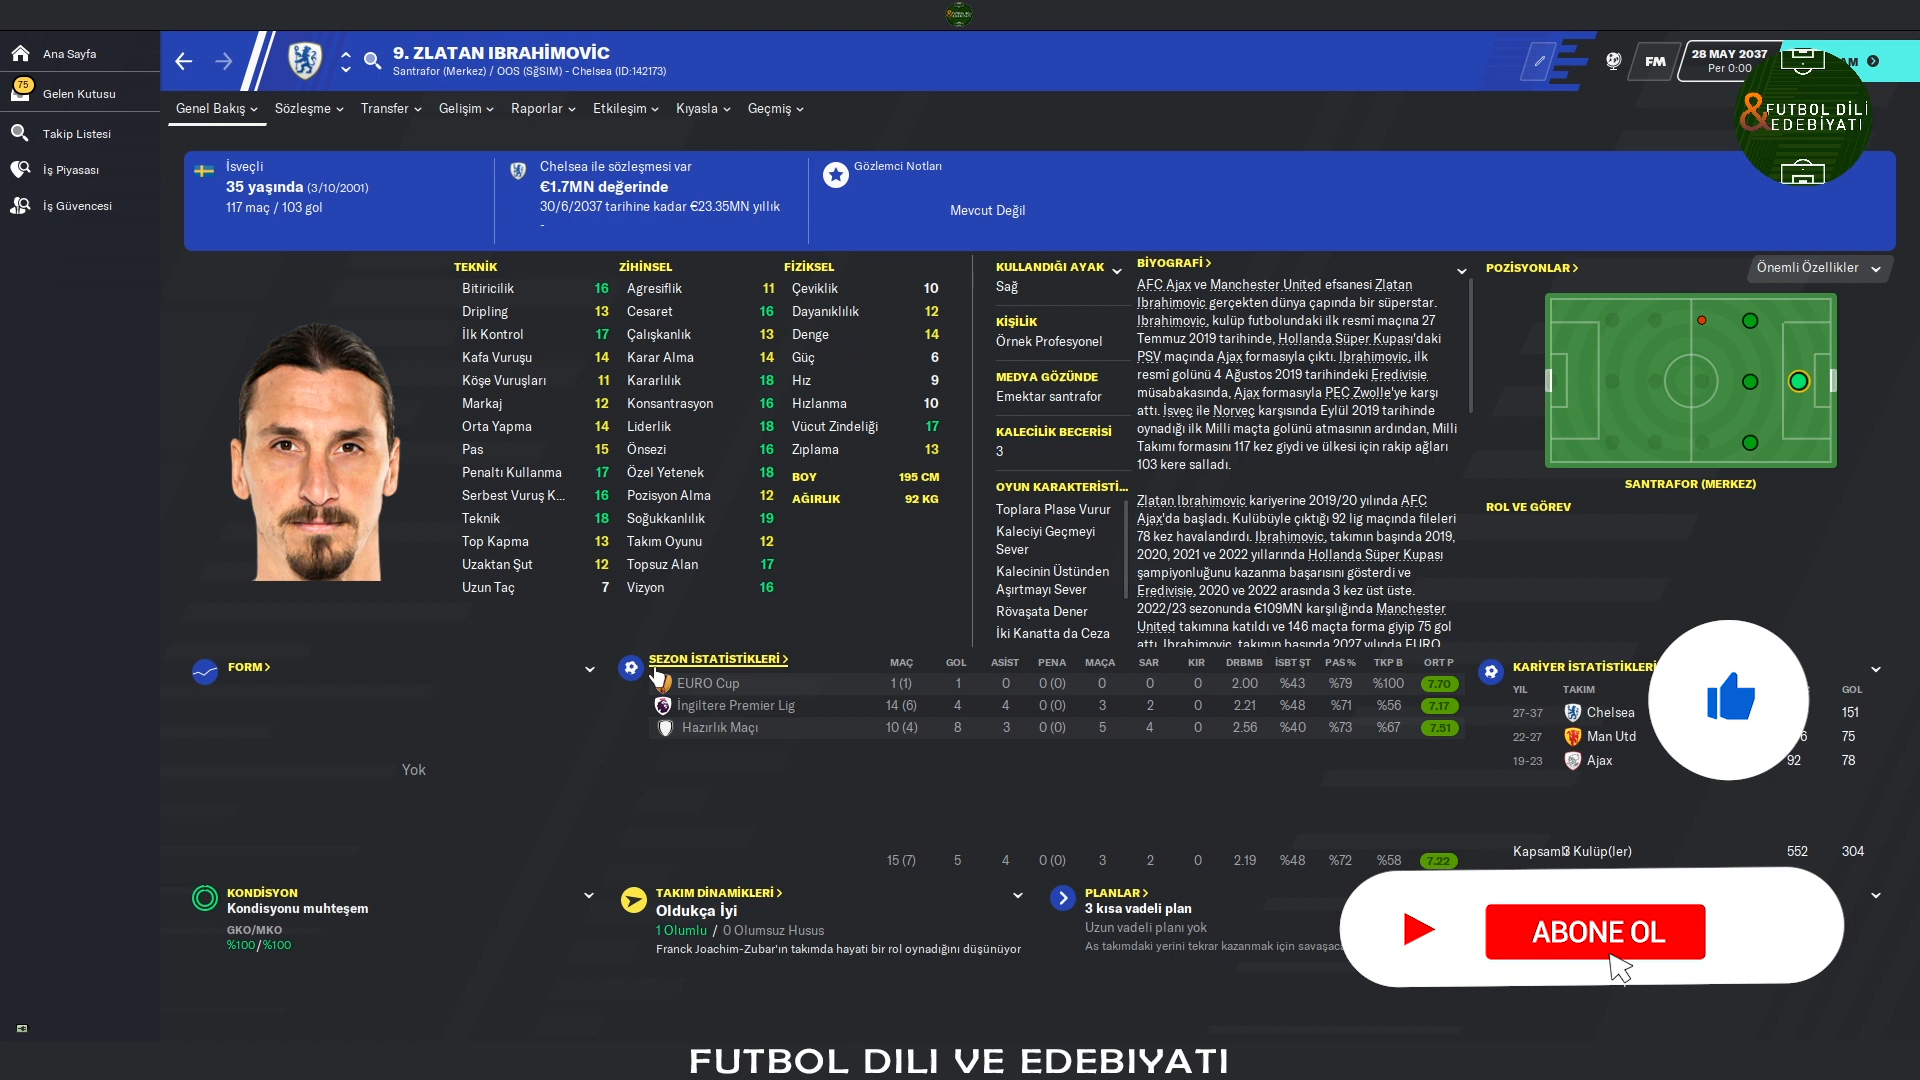 Ana Sayfa
75
Gelen Kutusu
Takip Listesi
İş Piyasası
İş Güvencesi
9. ZLATAN IBRAHİMOVİC
Santrafor (Merkez) / OOS (SğSIM) - Chelsea (ID:142173)
FM
28 MAY 2037
Per 0:00
AM
&FUTBOL DİLİ
EDEBİYATI
Genel Bakış
Sözleşme
Transfer
Gelişim
Raporlar
Etkileşim
Kıyasla
Geçmiş
İsveçli
35 yaşında (3/10/2001)
117 maç / 103 gol
Chelsea ile sözleşmesi var
€1.7MN değerinde
30/6/2037 tarihine kadar €23.35MN yıllık
-
Gözlemci Notları
Mevcut Değil
TEKNİK
Bitiricilik 16
Dripling 13
İlk Kontrol 17
Kafa Vuruşu 14
Köşe Vuruşları 11
Markaj 12
Orta Yapma 14
Pas 15
Penaltı Kullanma 17
Serbest Vuruş K... 16
Teknik 18
Top Kapma 13
Uzaktan Şut 12
Uzun Taç 7
ZİHİNSEL
Agresiflik 11
Cesaret 16
Çalışkanlık 13
Karar Alma 14
Kararlılık 18
Konsantrasyon 16
Liderlik 18
Önsezi 16
Özel Yetenek 18
Pozisyon Alma 12
Soğukkanlılık 19
Takım Oyunu 12
Topsuz Alan 17
Vizyon 16
FİZİKSEL
Çeviklik 10
Dayanıklılık 12
Denge 14
Güç 6
Hız 9
Hızlanma 10
Vücut Zindeliği 17
Zıplama 13
BOY 195 CM
AĞIRLIK 92 KG
KULLANDIĞI AYAK
Sağ
KİŞİLİK
Örnek Profesyonel
MEDYA GÖZÜNDE
Emektar santrafor
KALECİLİK BECERİSİ
3
OYUN KARAKTERİSTİ...
Toplara Plase Vurur
Kaleciyi Geçmeyi
Sever
Kalecinin Üstünden
Aşırtmayı Sever
Rövaşata Dener
İki Kanatta da Ceza
BİYOGRAFİ
AFC Ajax ve Manchester United efsanesi Zlatan
Ibrahimovic gerçekten dünya çapında bir süperstar.
Ibrahimovic, kulüp futbolundaki ilk resmî maçına 27
Temmuz 2019 tarihinde, Hollanda Süper Kupası'daki
PSV maçında Ajax formasıyla çıktı. Ibrahimovic, ilk
resmî golünü 4 Ağustos 2019 tarihindeki Eredivisie
müsabakasında, Ajax formasıyla PEC Zwolle'ye karşı
attı. İsveç ile Norveç karşısında Eylül 2019 tarihinde
oynadığı ilk Milli maçta golünü atmasının ardından, Milli
Takımı formasını 117 kez giydi ve ülkesi için rakip ağları
103 kere salladı.
Zlatan Ibrahimovic kariyerine 2019/20 yılında AFC
Ajax'da başladı. Kulübüyle çıktığı 92 lig maçında fileleri
78 kez havalandırdı. Ibrahimovic, takımın başında 2019,
2020, 2021 ve 2022 yıllarında Hollanda Süper Kupası
şampiyonluğunu kazanma başarısını gösterdi ve
Eredivisie, 2020 ve 2022 arasında 3 kez üst üste.
2022/23 sezonunda €109MN karşılığında Manchester
United takımına katıldı ve 146 maçta forma giyip 75 gol
attı. Ibrahimovic, takımın başında 2027 yılında EURO
POZİSYONLAR
Önemli Özellikler
SANTRAFOR (MERKEZ)
ROL VE GÖREV
FORM
Yok
SEZON İSTATİSTİKLERİ MAÇ GOL ASİST PENA MAÇA SAR KIR DRBMB İSBT ŞT PAS % TKP B ORT P
EURO Cup 1 (1) 1 0 0 (0) 0 0 0 2.00 %43 %79 %100 7.70
İngiltere Premier Lig 14 (6) 4 4 0 (0) 3 2 0 2.21 %48 %71 %56 7.17
Hazırlık Maçı 10 (4) 8 3 0 (0) 5 4 0 2.56 %40 %73 %67 7.51
15 (7) 5 4 0 (0) 3 2 0 2.19 %48 %72 %58 7.22
KARİYER İSTATİSTİKLERİ
YIL TAKIM GOL
27-37 Chelsea 151
22-27 Man Utd 6 75
19-23 Ajax 92 78
Kapsamlı 3 Kulüp(ler) 552 304
KONDİSYON
Kondisyonu muhteşem
GKO/MKO
%100/%100
TAKIM DİNAMİKLERİ
Oldukça İyi
1 Olumlu / 0 Olumsuz Husus
Franck Joachim-Zubar'ın takımda hayati bir rol oynadığını düşünüyor
PLANLAR
3 kısa vadeli plan
Uzun vadeli planı yok
As takımdaki yerini tekrar kazanmak için savaşaca
ABONE OL
FUTBOL DILI VE EDEBIYATI